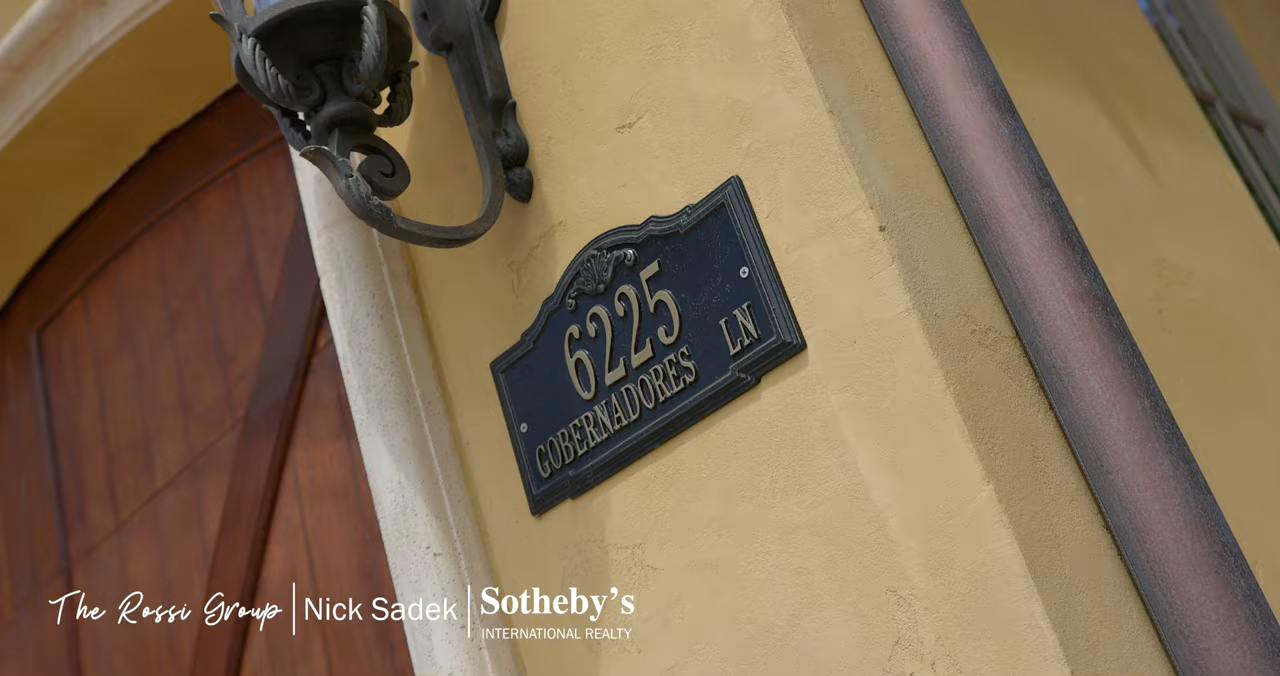 6225
GOBERNADORES LN
The Rossi Group | Nick Sadek | Sotheby's
INTERNATIONAL REALTY